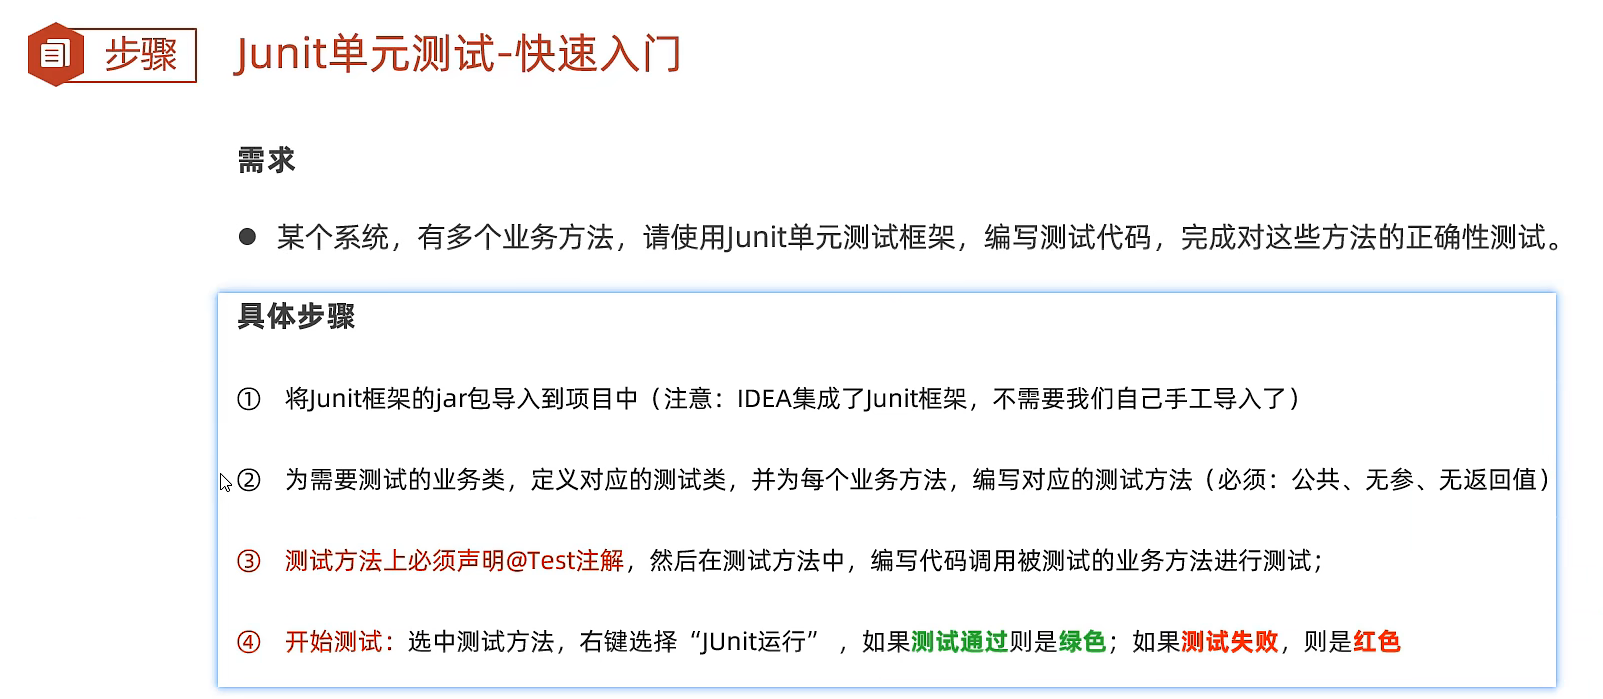 步骤 Junit单元测试-快速入门
需求
● 某个系统，有多个业务方法，请使用Junit单元测试框架，编写测试代码，完成对这些方法的正确性测试。
具体步骤
① 将Junit框架的jar包导入到项目中（注意：IDEA集成了Junit框架，不需要我们自己手工导入了）
② 为需要测试的业务类，定义对应的测试类，并为每个业务方法，编写对应的测试方法（必须：公共、无参、无返回值）
③ 测试方法上必须声明@Test注解，然后在测试方法中，编写代码调用被测试的业务方法进行测试；
④ 开始测试：选中测试方法，右键选择“JUnit运行” ，如果测试通过则是绿色；如果测试失败，则是红色